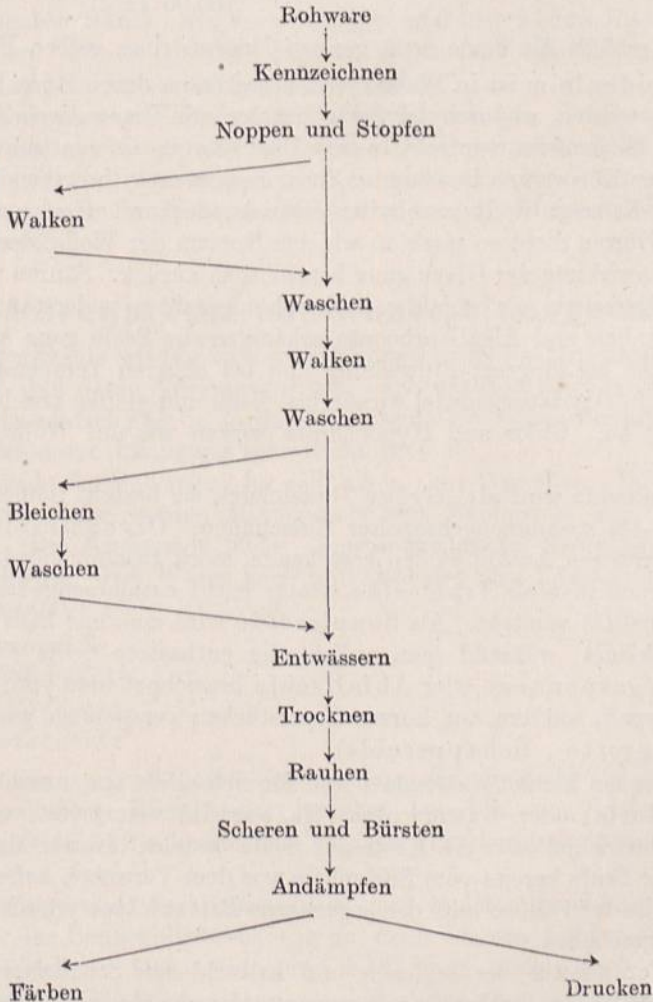 Rohware
Kennzeichnen
Noppen und Stopfen
Walken
Waschen
Walken
Waschen
Bleichen
Waschen
Entwässern
Trocknen
Rauhen
Scheren und Bürsten
Andämpfen
Färben
Drucken